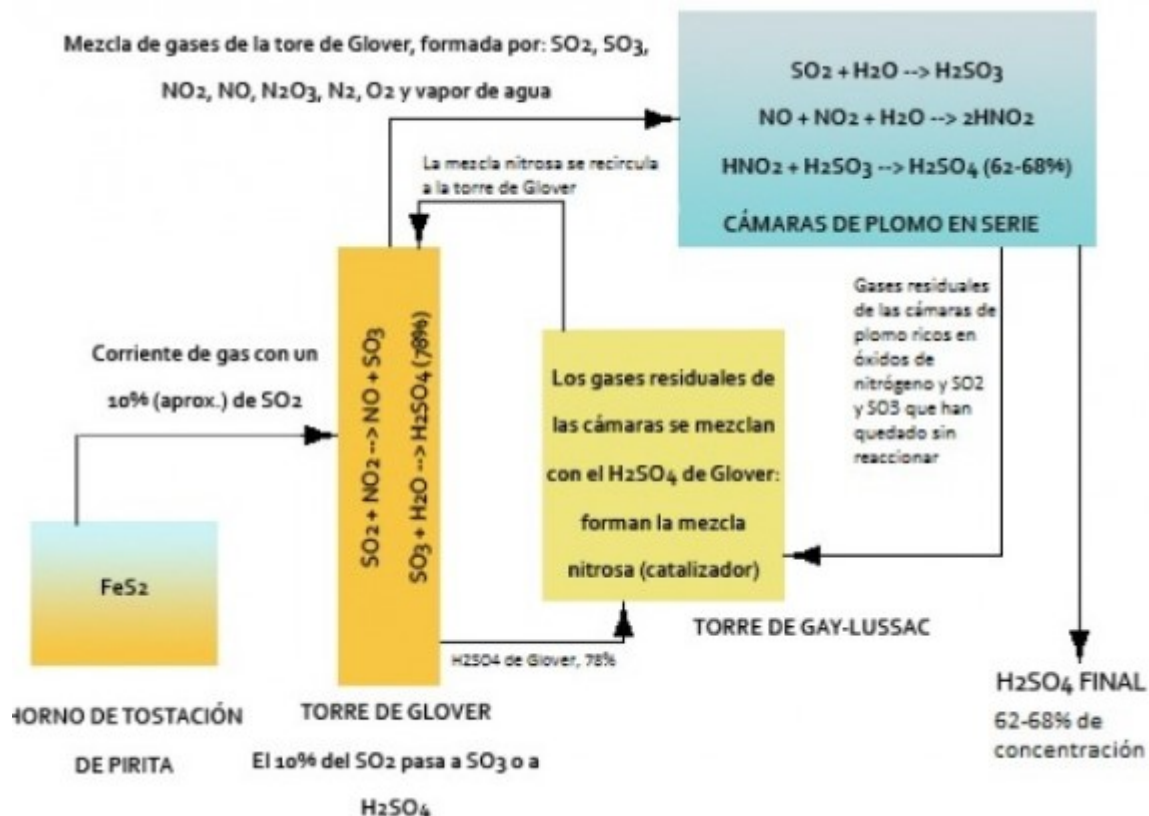 Mezcla de gases de la tore de Glover, formada por: SO2, SO3,
NO2, NO, N2O3, N2, O2 y vapor de agua
SO2 + H2O --> H2SO3
NO + NO2 + H2O --> 2HNO2
HNO2 + H2SO3 --> H2SO4 (62-68%)
CÁMARAS DE PLOMO EN SERIE
La mezcla nitrosa se recircula
a la torre de Glover
Corriente de gas con un
10% (aprox.) de SO2
SO2 + NO2 --> NO + SO3
SO3 + H2O --> H2SO4 (78%)
Los gases residuales de
las cámaras se mezclan
con el H2SO4 de Glover:
forman la mezcla
nitrosa (catalizador)
Gases residuales
de las cámaras de
plomo ricos en
óxidos de
nitrógeno y SO2
y SO3 que han
quedado sin
reaccionar
FeS2
TORRE DE GAY-LUSSAC
H2SO4 de Glover, 78%
HORNO DE TOSTACIÓN
DE PIRITA
TORRE DE GLOVER
El 10% del SO2 pasa a SO3 o a
H2SO4
H2SO4 FINAL
62-68% de
concentración